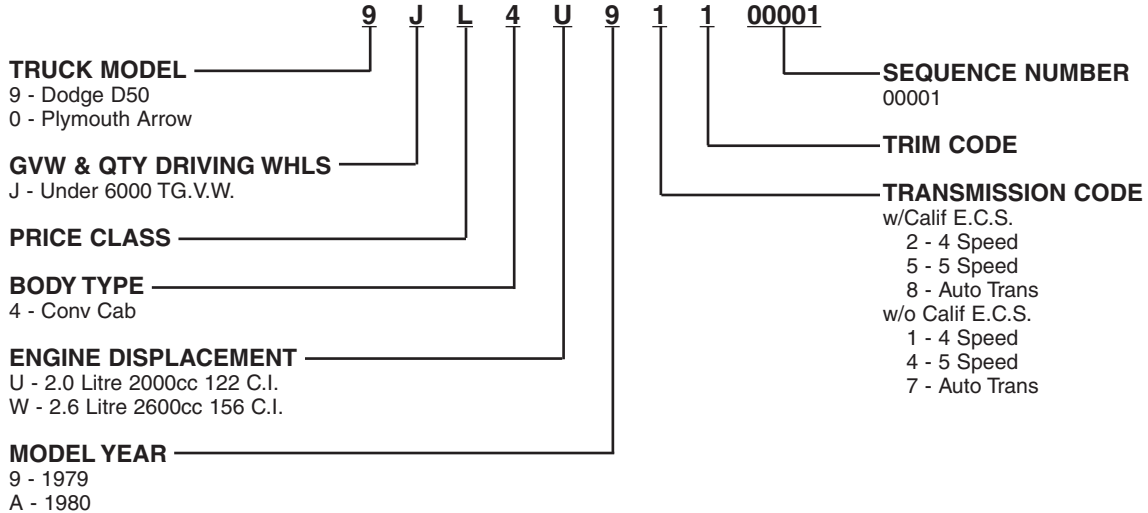 9 J L 4 U 9 1 1 00001
TRUCK MODEL
9 - Dodge D50
0 - Plymouth Arrow
GVW & QTY DRIVING WHLS
J - Under 6000 TG.V.W.
PRICE CLASS
BODY TYPE
4 - Conv Cab
ENGINE DISPLACEMENT
U - 2.0 Litre 2000cc 122 C.I.
W - 2.6 Litre 2600cc 156 C.I.
MODEL YEAR
9 - 1979
A - 1980
SEQUENCE NUMBER
00001
TRIM CODE
TRANSMISSION CODE
w/Calif E.C.S.
2 - 4 Speed
5 - 5 Speed
8 - Auto Trans
w/o Calif E.C.S.
1 - 4 Speed
4 - 5 Speed
7 - Auto Trans